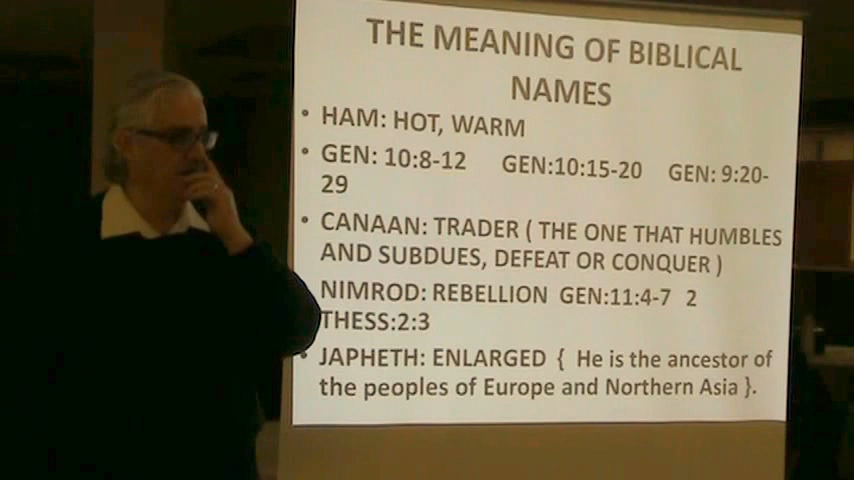 THE MEANING OF BIBLICAL
NAMES
• HAM: HOT, WARM
• GEN: 10:8-12 GEN:10:15-20 GEN: 9:20-
29
• CANAAN: TRADER ( THE ONE THAT HUMBLES
AND SUBDUES, DEFEAT OR CONQUER )
NIMROD: REBELLION GEN:11:4-7 2
THESS:2:3
• JAPHETH: ENLARGED { He is the ancestor of
the peoples of Europe and Northern Asia }.